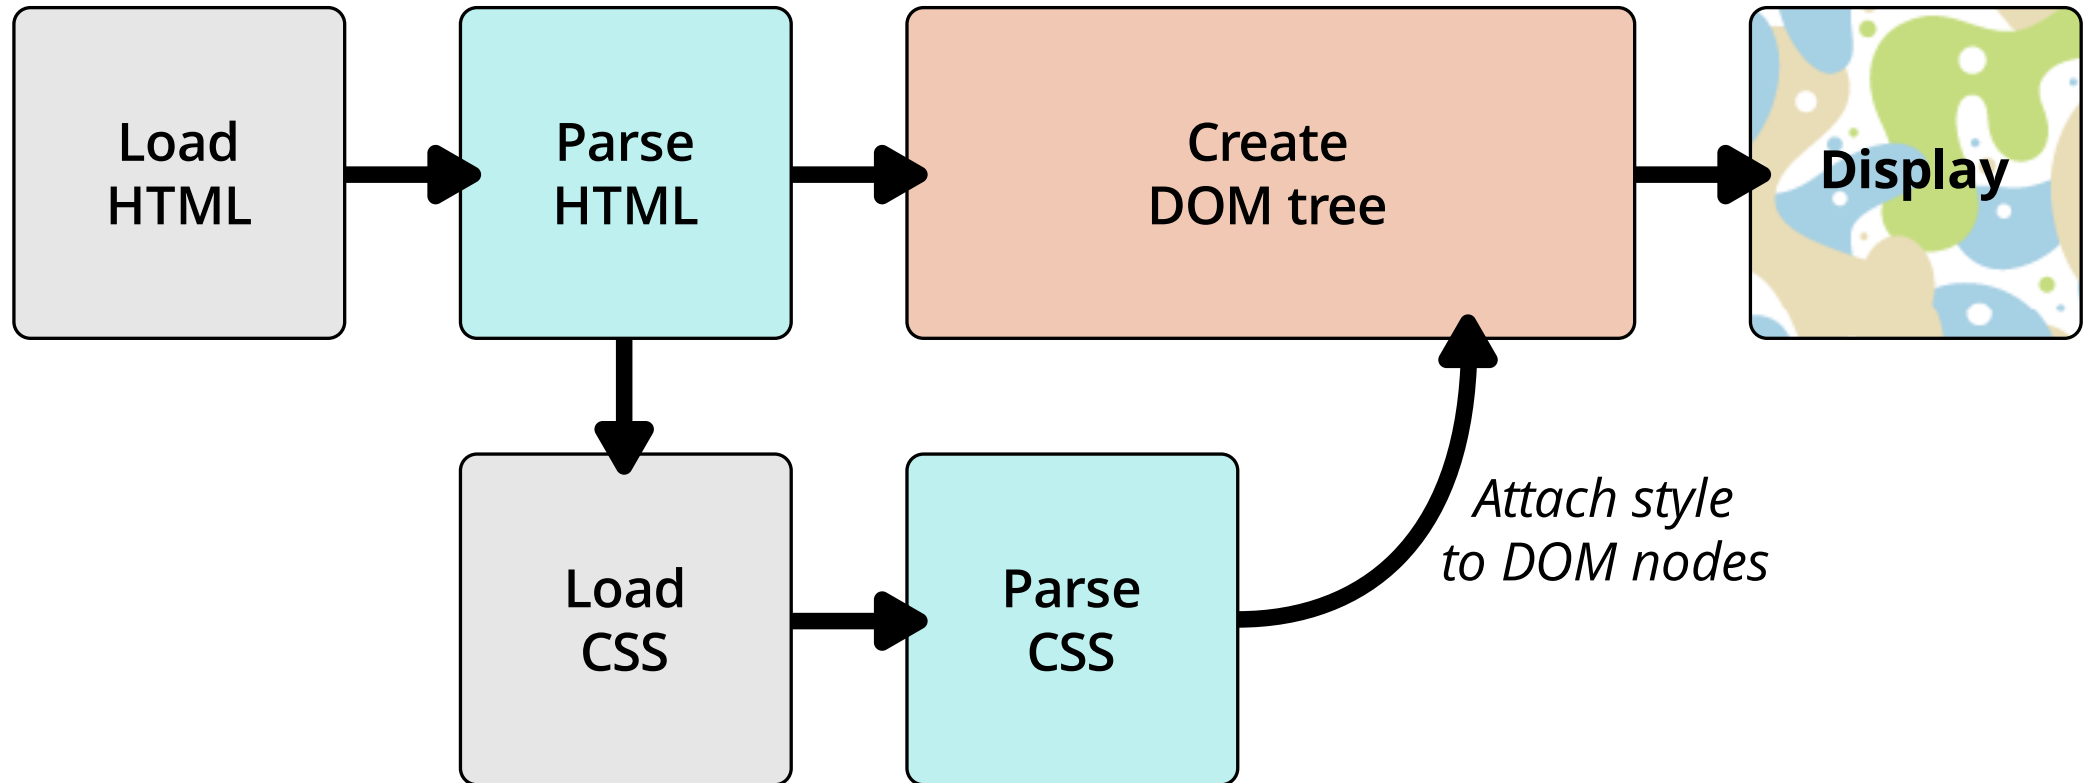 Load
HTML
Parse
HTML
Create
DOM tree
Display
Load
CSS
Parse
CSS
Attach style
to DOM nodes